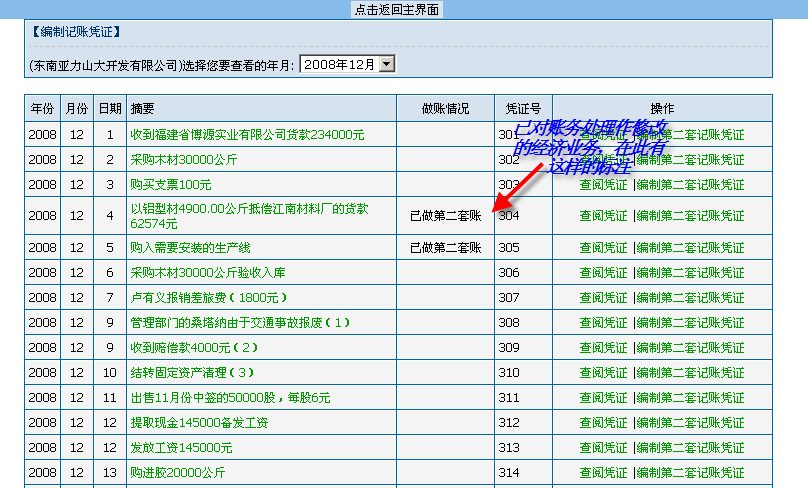 点击返回主界面
【编制记账凭证】
(东南亚力山大开发有限公司)选择您要查看的年月: 2008年12月
年份 月份 日期 摘要 做账情况 凭证号 操作
已对账务处理作修改
的经济业务，在此有
这样的标注
2008 12 1 收到福建省博源实业有限公司货款234000元 301 查阅凭证 |编制第二套记账凭证
2008 12 2 采购木材30000公斤 302 查阅凭证 |编制第二套记账凭证
2008 12 3 购买支票100元 303 查阅凭证 |编制第二套记账凭证
2008 12 4 以铝型材4900.00公斤抵偿江南材料厂的货款
62574元 已做第二套账 304 查阅凭证 |编制第二套记账凭证
2008 12 5 购入需要安装的生产线 已做第二套账 305 查阅凭证 |编制第二套记账凭证
2008 12 6 采购木材30000公斤验收入库 306 查阅凭证 |编制第二套记账凭证
2008 12 7 卢有义报销差旅费（1800元） 307 查阅凭证 |编制第二套记账凭证
2008 12 9 管理部门的桑塔纳由于交通事故报废（1） 308 查阅凭证 |编制第二套记账凭证
2008 12 9 收到赔偿款4000元（2） 309 查阅凭证 |编制第二套记账凭证
2008 12 10 结转固定资产清理（3） 310 查阅凭证 |编制第二套记账凭证
2008 12 11 出售11月份中签的50000股，每股6元 311 查阅凭证 |编制第二套记账凭证
2008 12 12 提取现金145000备发工资 312 查阅凭证 |编制第二套记账凭证
2008 12 12 发放工资145000元 313 查阅凭证 |编制第二套记账凭证
2008 12 13 购进胶20000公斤 314 查阅凭证 |编制第二套记账凭证